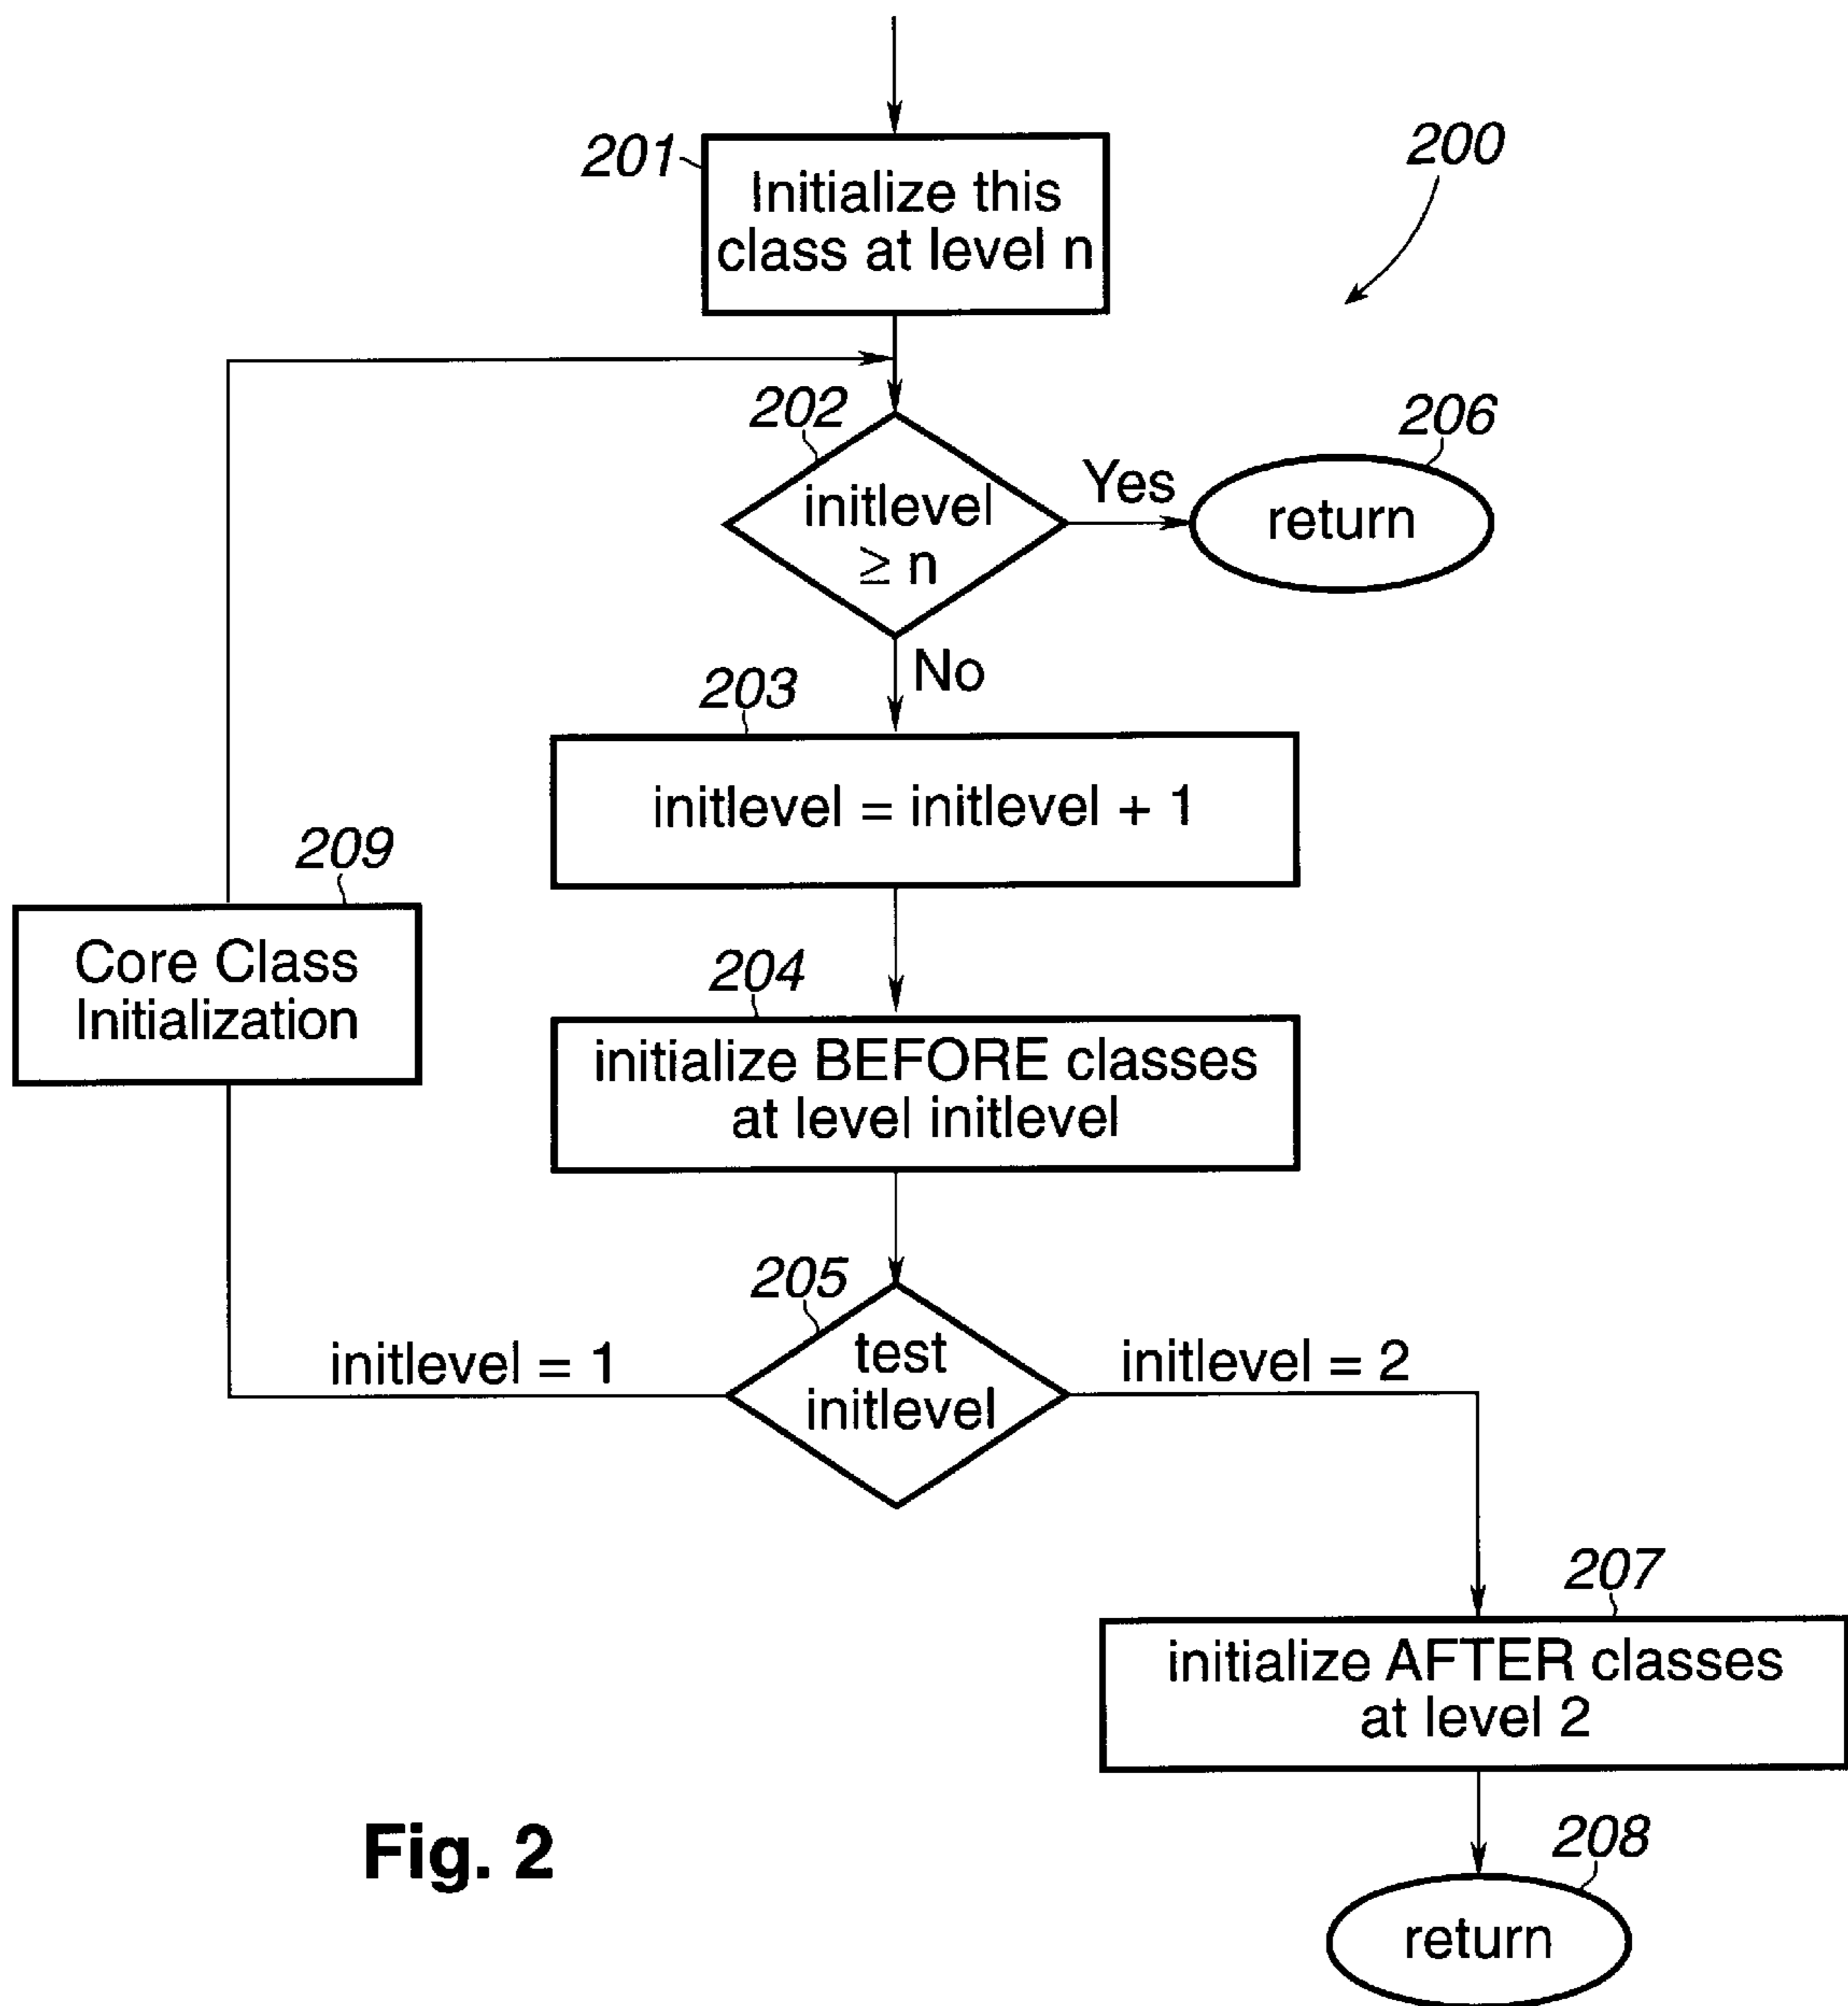 200
201
Initialize this
class at level n
202
initlevel
≥ n
Yes
206
return
No
203
initlevel = initlevel + 1
209
Core Class
Initialization
204
initialize BEFORE classes
at level initlevel
205
test
initlevel
initlevel = 1
initlevel = 2
207
initialize AFTER classes
at level 2
208
return
Fig. 2